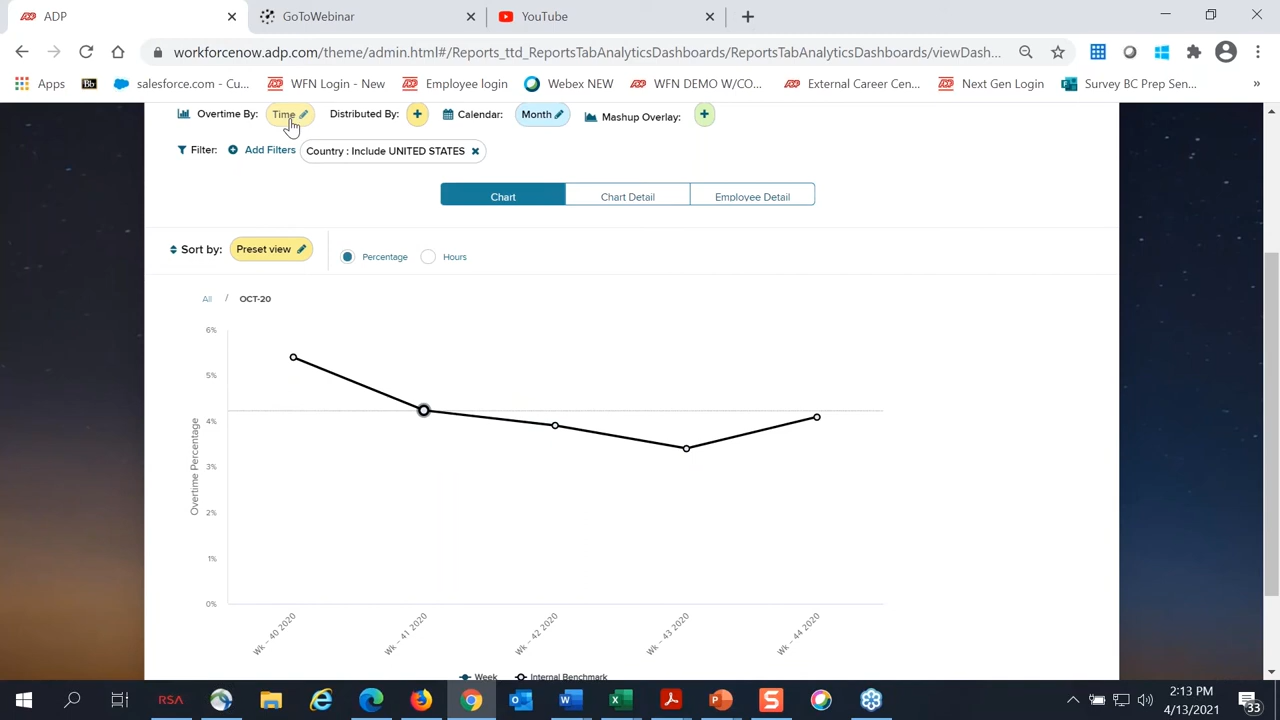 ADP
GoToWebinar
YouTube
workforcenow.adp.com/theme/admin.html#/Reports_ttd_ReportsTabAnalyticsDashboards/ReportsTabAnalyticsDashboards/viewDash...
Apps
Bb
salesforce.com - Cu...
WFN Login - New
Employee login
Webex NEW
WFN DEMO W/CO...
External Career Cen...
Next Gen Login
Survey BC Prep Sen...
»
Overtime By: Time Distributed By: + Calendar: Month Mashup Overlay: +
Filter: Add Filters Country : Include UNITED STATES ×
Chart Chart Detail Employee Detail
Sort by: Preset view Percentage Hours
All / OCT-20
6%
5%
4%
3%
2%
1%
0%
Overtime Percentage
Wk - 40 2020
Wk - 41 2020
Wk - 42 2020
Wk - 43 2020
Wk - 44 2020
Week Internal Benchmark
RSA
2:13 PM
4/13/2021
33